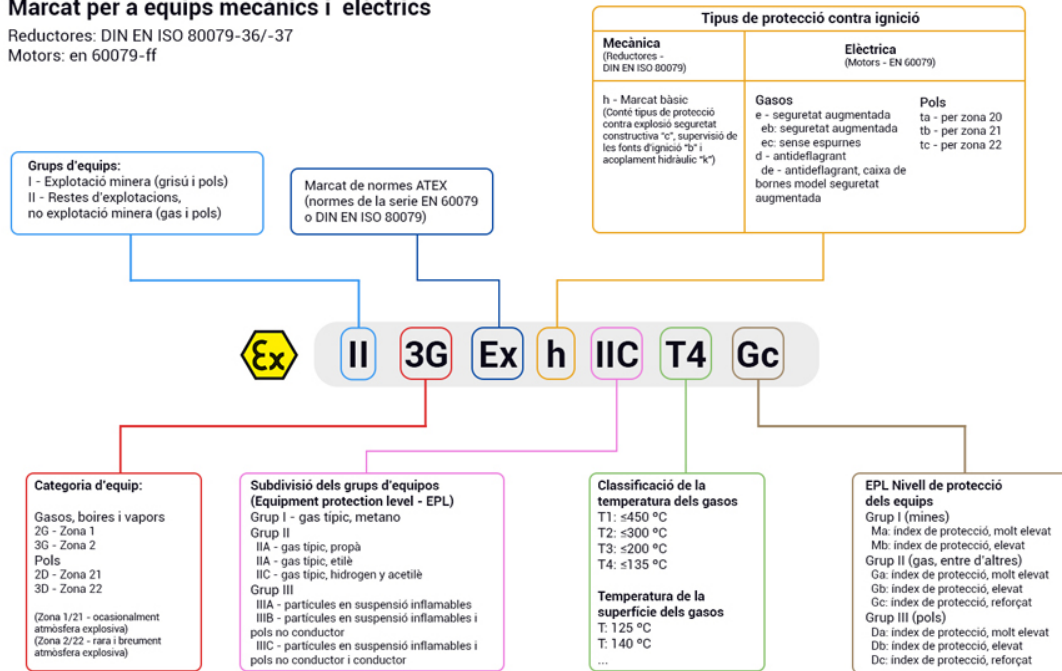 Marcat per a equips mecànics i  elèctrics
Reductores: DIN EN ISO 80079-36/-37
Motors: en 60079-ff
Tipus de protecció contra ignició
Mecànica
(Reductores -
DIN EN ISO 80079)
Elèctrica
(Motors - EN 60079)
h - Marcat bàsic
(Conté tipus de protecció
contra explosió seguretat
constructiva "c", supervisió de
les fonts d'ignició "b" i
acoplament hidràulic "k")
Gasos
e - seguretat augmentada
eb: seguretat augmentada
ec: sense espurnes
d - antideflagrant
de - antideflagrant, caixa de
bornes model seguretat
augmentada
Pols
ta - per zona 20
tb - per zona 21
tc - per zona 22
Grups d'equips:
I - Explotació minera (grisú i pols)
II - Restes d'explotacions,
no explotació minera (gas i pols)
Marcat de normes ATEX
(normes de la serie EN 60079
o DIN EN ISO 80079)
Ex II 3G Ex h IIC T4 Gc
Categoria d'equip:
Gasos, boires i vapors
2G - Zona 1
3G - Zona 2
Pols
2D - Zona 21
3D - Zona 22
(Zona 1/21 - ocasionalment
atmòsfera explosiva)
(Zona 2/22 - rara i breument
atmòsfera explosiva)
Subdivisió dels grups d'equipos
(Equipment protection level - EPL)
Grup I - gas típic, metano
Grup II
IIA - gas típic, propà
IIA - gas típic, etilè
IIC - gas típic, hidrogen y acetilè
Grup III
IIIA - partícules en suspensió inflamables
IIIB - partícules en suspensió inflamables i
pols no conductor
IIIC - partícules en suspensió inflamables i
pols no conductor i conductor
Classificació de la
temperatura dels gasos
T1: ≤450 ºC
T2: ≤300 ºC
T3: ≤200 ºC
T4: ≤135 ºC
Temperatura de la
superfície dels gasos
T: 125 ºC
T: 140 ºC
...
EPL Nivell de protecció
dels equips
Grup I (mines)
Ma: índex de protecció, molt elevat
Mb: índex de protecció, elevat
Grup II (gas, entre d'altres)
Ga: índex de protecció, molt elevat
Gb: índex de protecció, elevat
Gc: índex de protecció, reforçat
Grup III (pols)
Da: índex de protecció, molt elevat
Db: índex de protecció, elevat
Dc: índex de protecció, reforçat